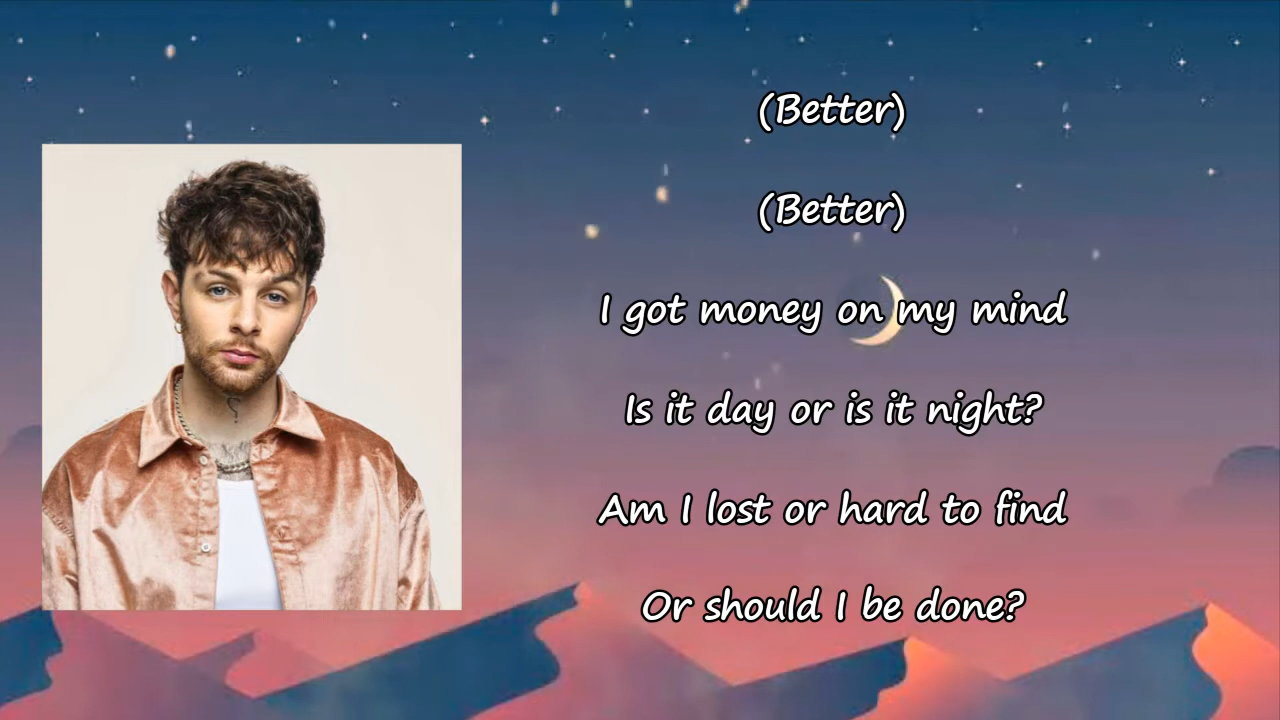 (Better)
(Better)
I got money on my mind
Is it day or is it night?
Am I lost or hard to find
Or should I be done?